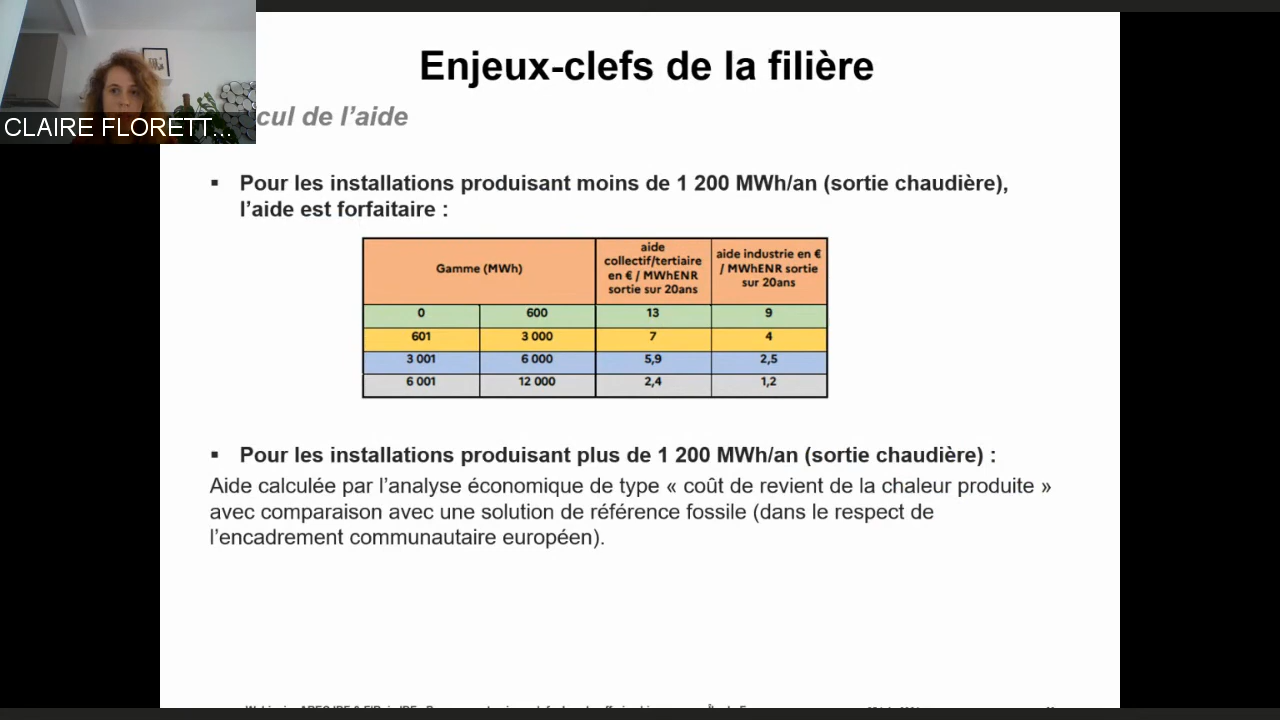 Enjeux-clefs de la filière
CLAIRE FLORETT...
cul de l'aide
▪ Pour les installations produisant moins de 1 200 MWh/an (sortie chaudière),
l'aide est forfaitaire :
Gamme (MWh)
aide
collectif/tertiaire
en € / MWhENR
sortie sur 20ans
aide industrie en €
/ MWhENR sortie
sur 20ans
0 600 13 9
601 3 000 7 4
3 001 6 000 5,9 2,5
6 001 12 000 2,4 1,2
▪ Pour les installations produisant plus de 1 200 MWh/an (sortie chaudière) :
Aide calculée par l'analyse économique de type « coût de revient de la chaleur produite »
avec comparaison avec une solution de référence fossile (dans le respect de
l'encadrement communautaire européen).